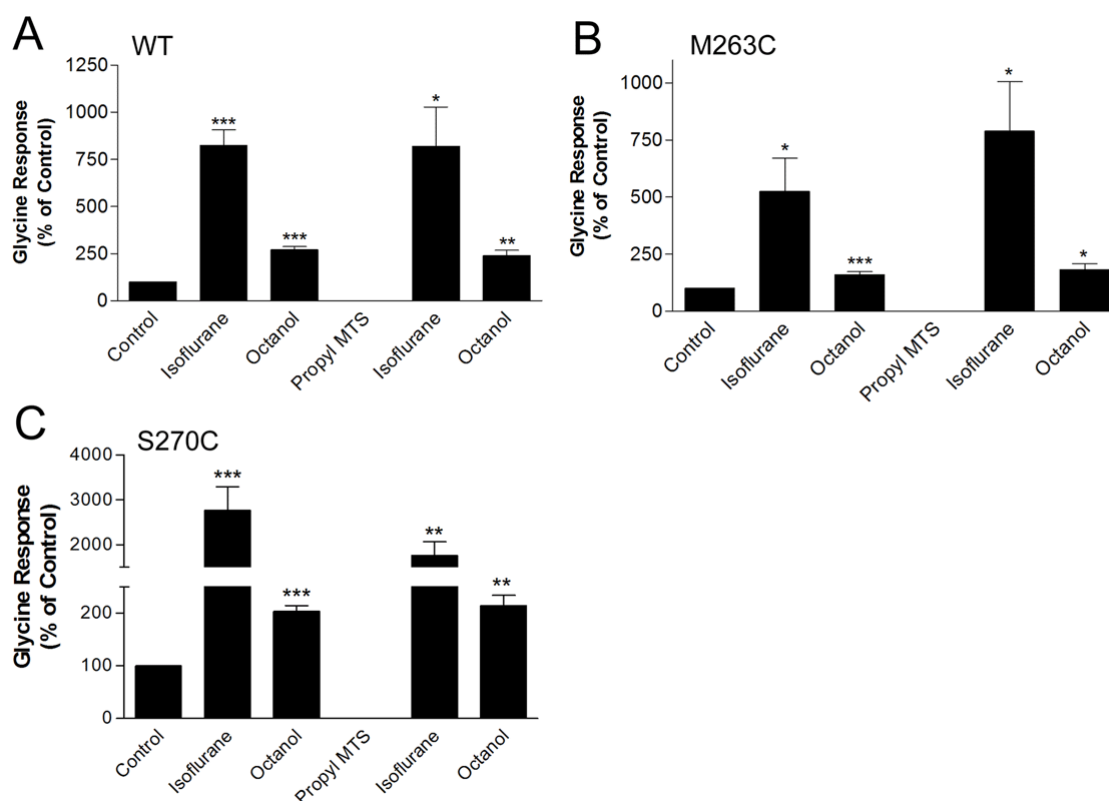 A
WT
Glycine Response
(% of Control)
1250
1000
750
500
250
0
***
***
*
**
Control
Isoflurane
Octanol
Propyl MTS
Isoflurane
Octanol
B
M263C
Glycine Response
(% of Control)
1000
750
500
250
0
*
***
*
*
Control
Isoflurane
Octanol
Propyl MTS
Isoflurane
Octanol
C
S270C
Glycine Response
(% of Control)
4000
3000
2000
200
100
0
***
***
**
**
Control
Isoflurane
Octanol
Propyl MTS
Isoflurane
Octanol